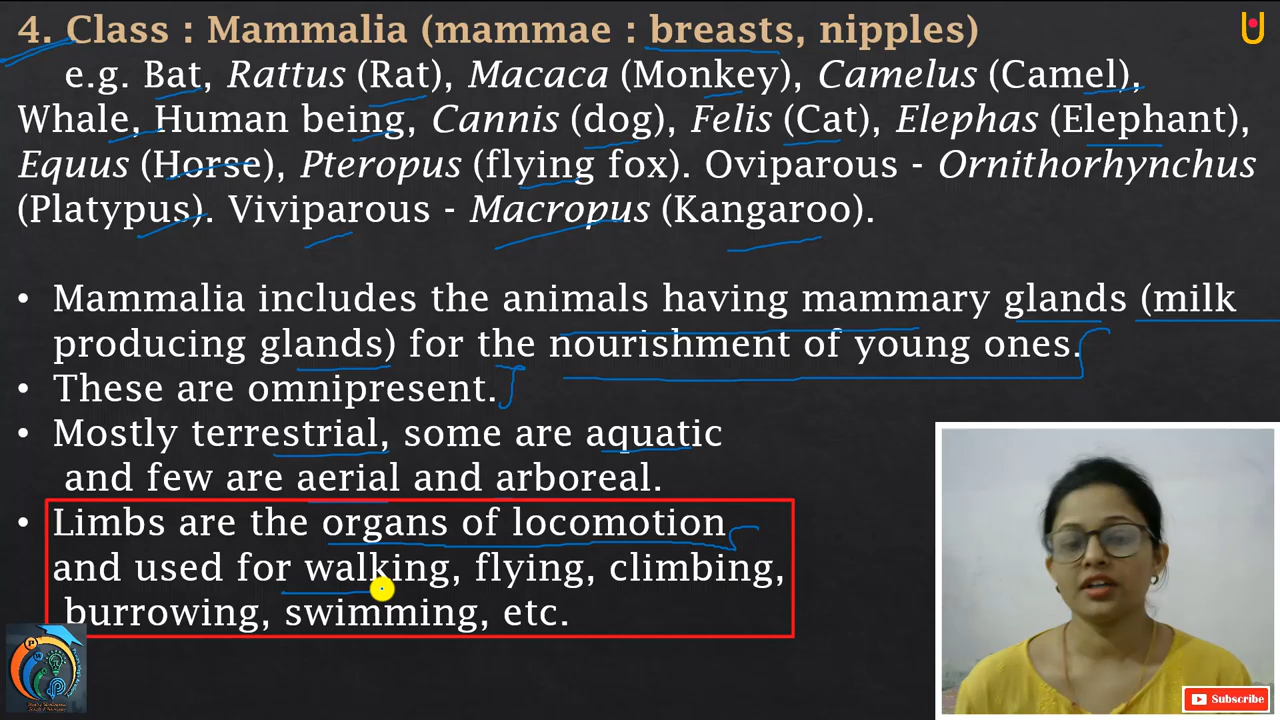 4. Class : Mammalia (mammae : breasts, nipples)
e.g. Bat, Rattus (Rat), Macaca (Monkey), Camelus (Camel),
Whale, Human being, Cannis (dog), Felis (Cat), Elephas (Elephant),
Equus (Horse), Pteropus (flying fox). Oviparous - Ornithorhynchus
(Platypus). Viviparous - Macropus (Kangaroo).
• Mammalia includes the animals having mammary glands (milk
producing glands) for the nourishment of young ones.
• These are omnipresent.
• Mostly terrestrial, some are aquatic
and few are aerial and arboreal.
• Limbs are the organs of locomotion
and used for walking, flying, climbing,
burrowing, swimming, etc.
Subscribe